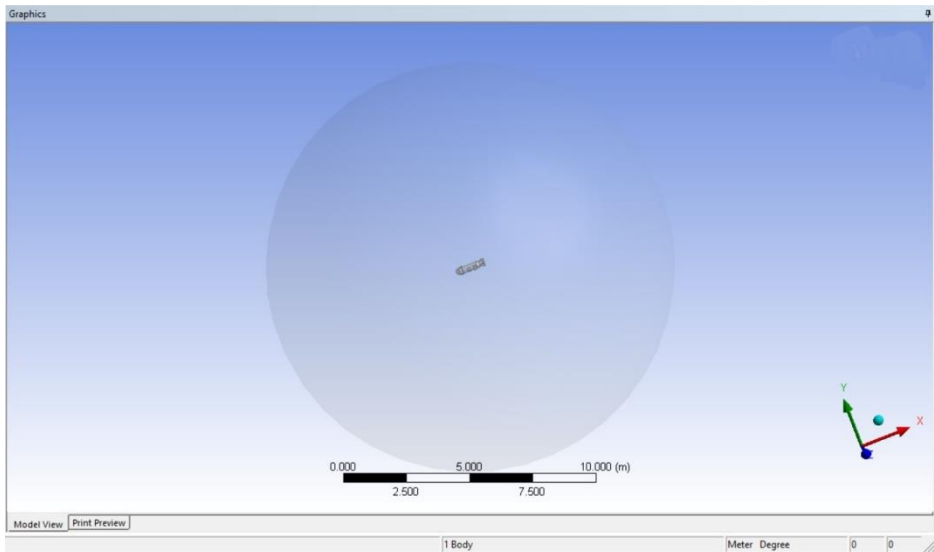 Graphics
Y
X
Z
0.000 5.000 10.000 (m)
2.500 7.500
Model View Print Preview
1 Body Meter Degree 0 0